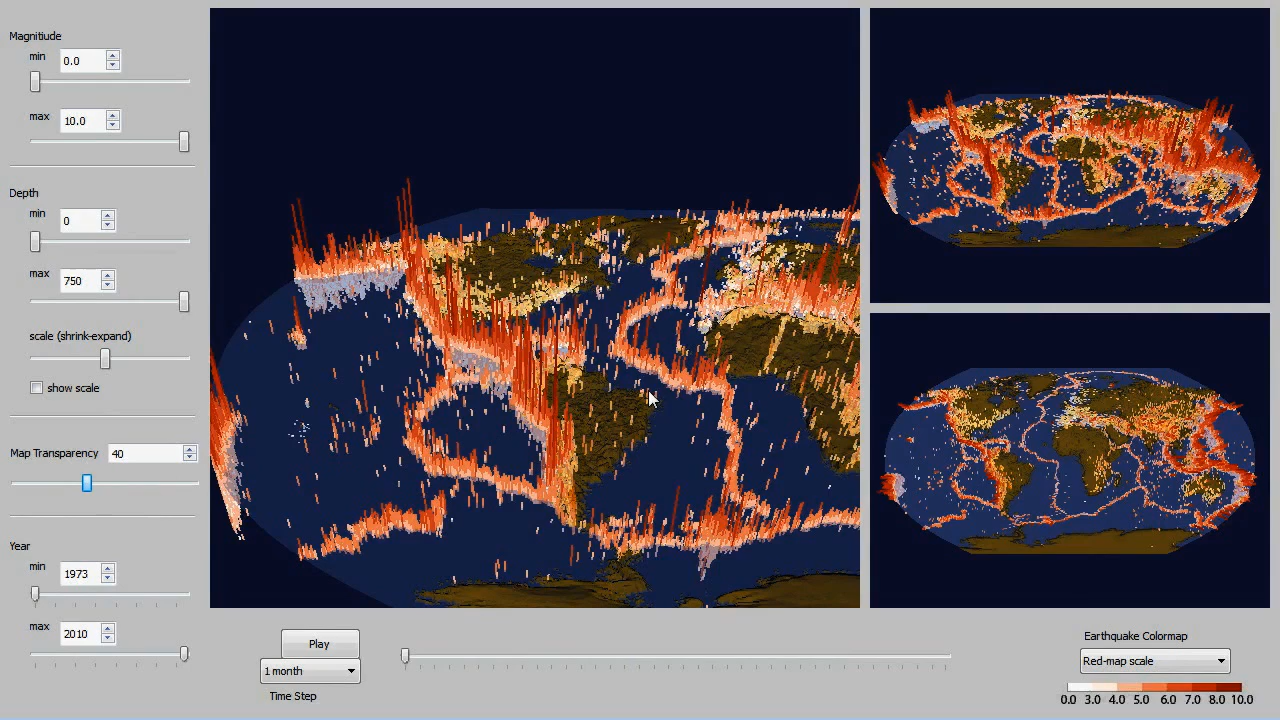 Magnitude
min 0.0
max 10.0
Depth
min 0
max 750
scale (shrink-expand)
show scale
Map Transparency 40
Year
min 1973
max 2010
Play
1 month
Time Step
Earthquake Colormap
Red-map scale
0.0 3.0 4.0 5.0 6.0 7.0 8.0 10.0